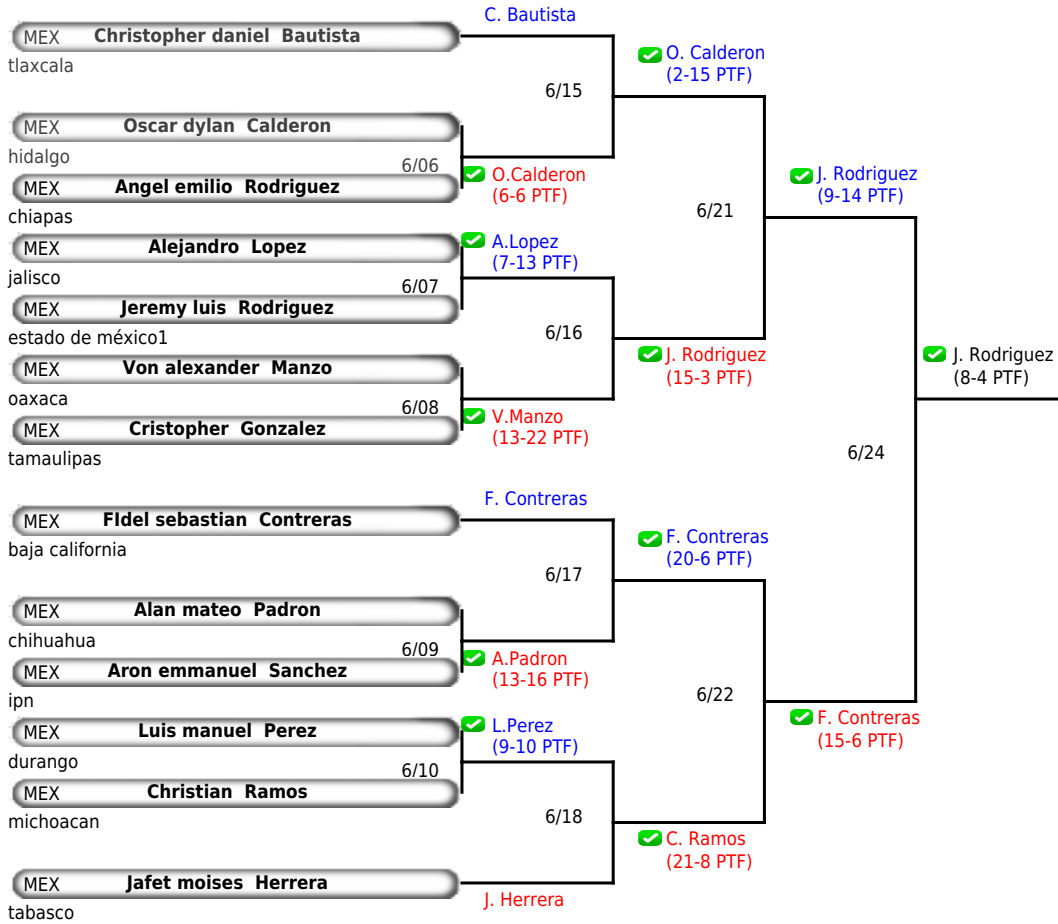 C. Bautista
MEX Christopher daniel Bautista
tlaxcala
O. Calderon
(2-15 PTF)
6/15
MEX Oscar dylan Calderon
hidalgo
6/06
O.Calderon
(6-6 PTF)
MEX Angel emilio Rodriguez
chiapas
J. Rodriguez
(9-14 PTF)
6/21
MEX Alejandro Lopez
jalisco
A.Lopez
(7-13 PTF)
6/07
MEX Jeremy luis Rodriguez
estado de méxico1
6/16
J. Rodriguez
(15-3 PTF)
J. Rodriguez
(8-4 PTF)
MEX Von alexander Manzo
oaxaca
6/08
V.Manzo
(13-22 PTF)
MEX Cristopher Gonzalez
tamaulipas
6/24
F. Contreras
MEX FIdel sebastian Contreras
baja california
F. Contreras
(20-6 PTF)
6/17
MEX Alan mateo Padron
chihuahua
6/09
A.Padron
(13-16 PTF)
MEX Aron emmanuel Sanchez
ipn
6/22
F. Contreras
(15-6 PTF)
MEX Luis manuel Perez
durango
L.Perez
(9-10 PTF)
6/10
MEX Christian Ramos
michoacan
6/18
C. Ramos
(21-8 PTF)
MEX Jafet moises Herrera
tabasco
J. Herrera